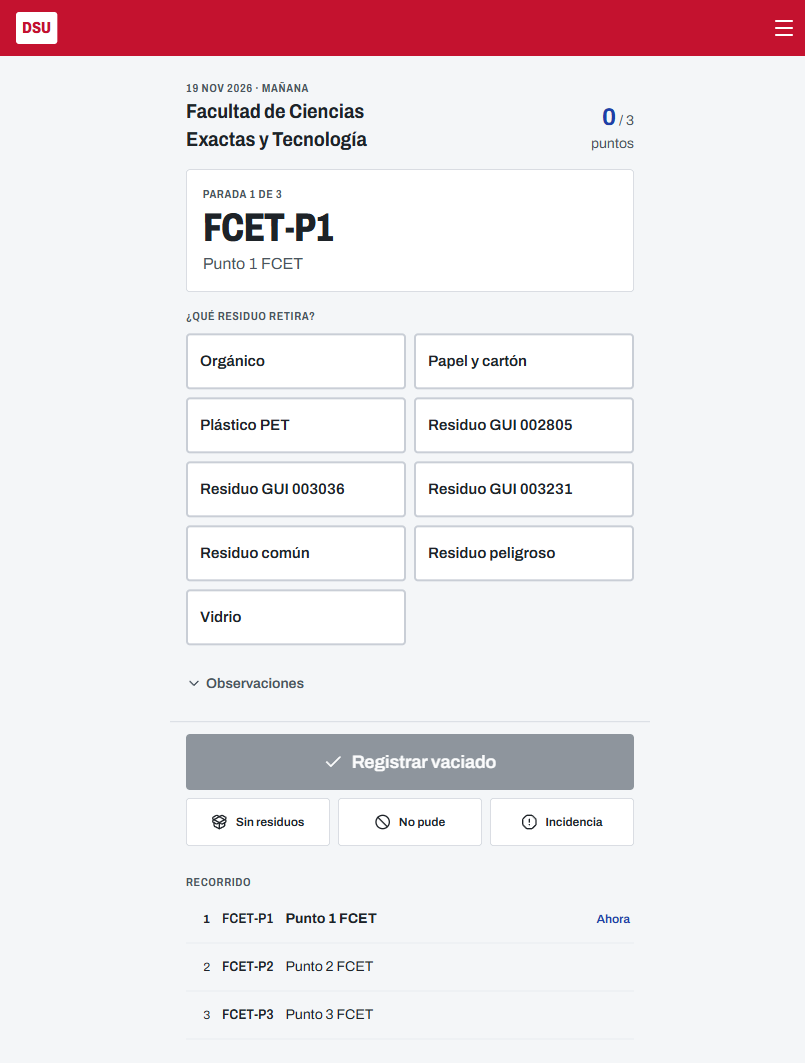 DSU
19 NOV 2026 · MAÑANA
Facultad de Ciencias
Exactas y Tecnología
0 / 3
puntos
PARADA 1 DE 3
FCET-P1
Punto 1 FCET
¿QUÉ RESIDUO RETIRA?
Orgánico
Papel y cartón
Plástico PET
Residuo GUI 002805
Residuo GUI 003036
Residuo GUI 003231
Residuo común
Residuo peligroso
Vidrio
Observaciones
Registrar vaciado
Sin residuos
No pude
Incidencia
RECORRIDO
1 FCET-P1 Punto 1 FCET Ahora
2 FCET-P2 Punto 2 FCET
3 FCET-P3 Punto 3 FCET